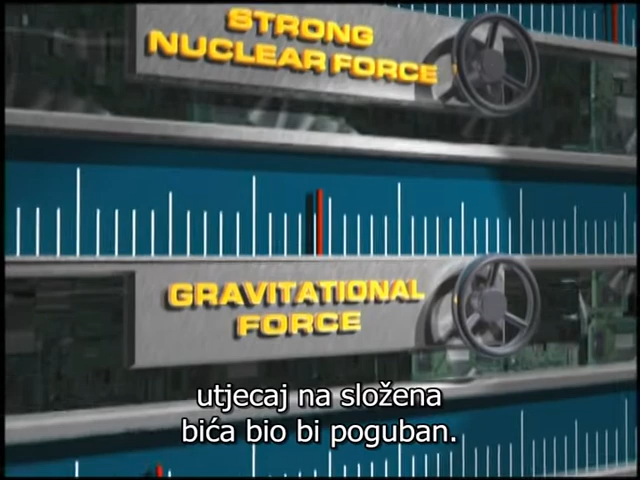 STRONG
NUCLEAR FORCE
GRAVITATIONAL
FORCE
utjecaj na složena
bića bio bi poguban.